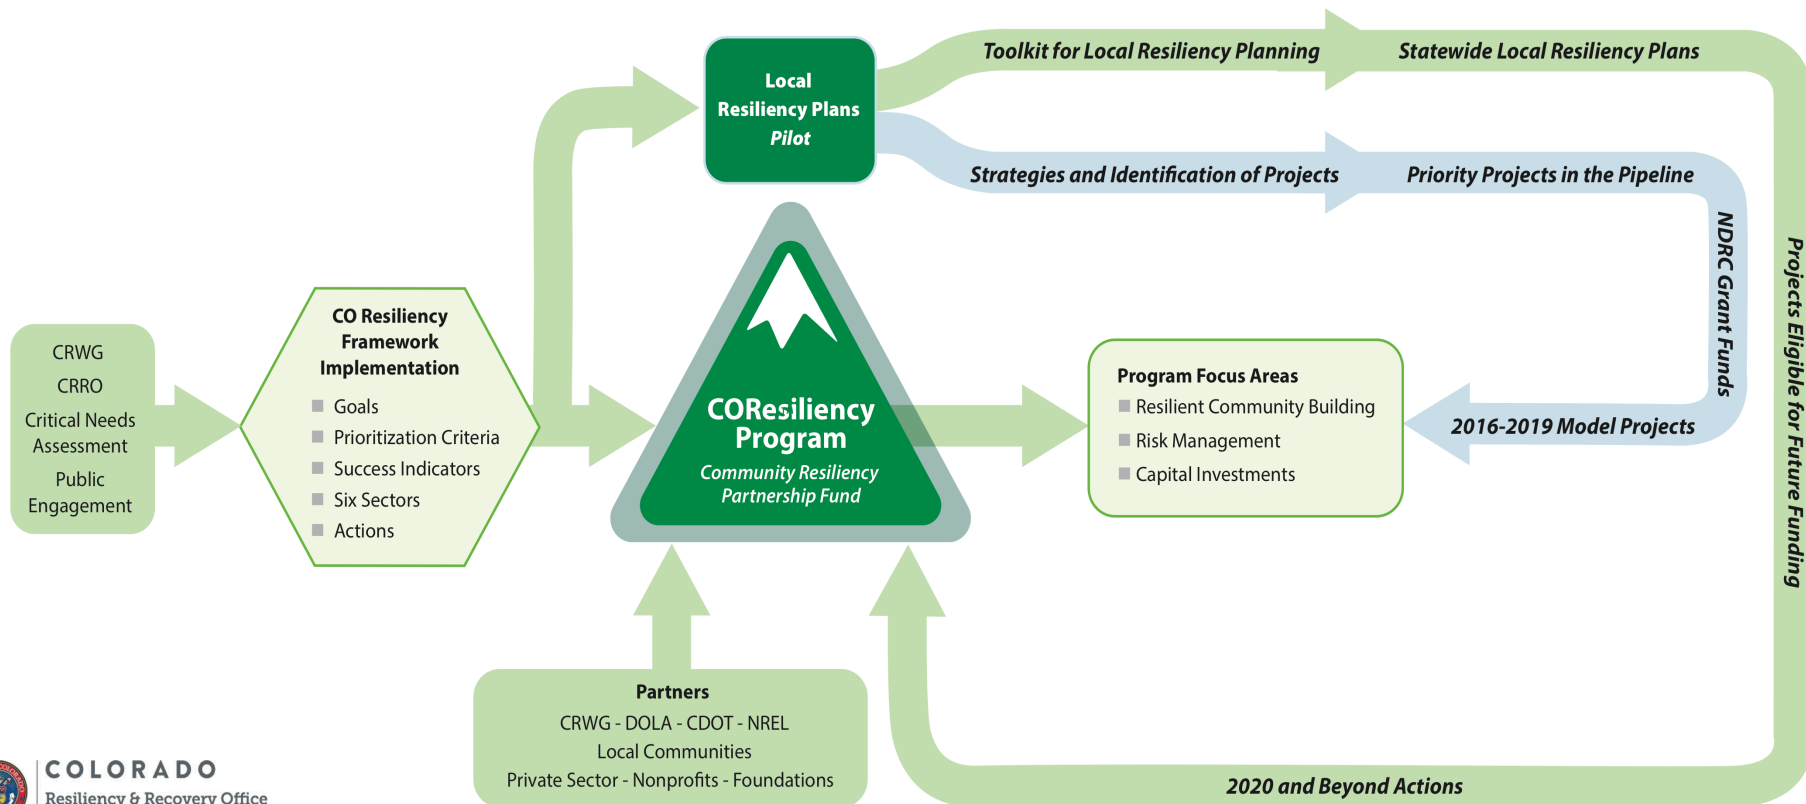 CRWG
CRRO
Critical Needs
Assessment
Public
Engagement
CO Resiliency
Framework
Implementation
Goals
Prioritization Criteria
Success Indicators
Six Sectors
Actions
Local
Resiliency Plans
Pilot
Toolkit for Local Resiliency Planning
Statewide Local Resiliency Plans
Strategies and Identification of Projects
Priority Projects in the Pipeline
NDRC Grant Funds
Projects Eligible for Future Funding
COResiliency
Program
Community Resiliency
Partnership Fund
Program Focus Areas
Resilient Community Building
Risk Management
Capital Investments
2016-2019 Model Projects
Partners
CRWG - DOLA - CDOT - NREL
Local Communities
Private Sector - Nonprofits - Foundations
2020 and Beyond Actions
COLORADO
Resiliency & Recovery Office